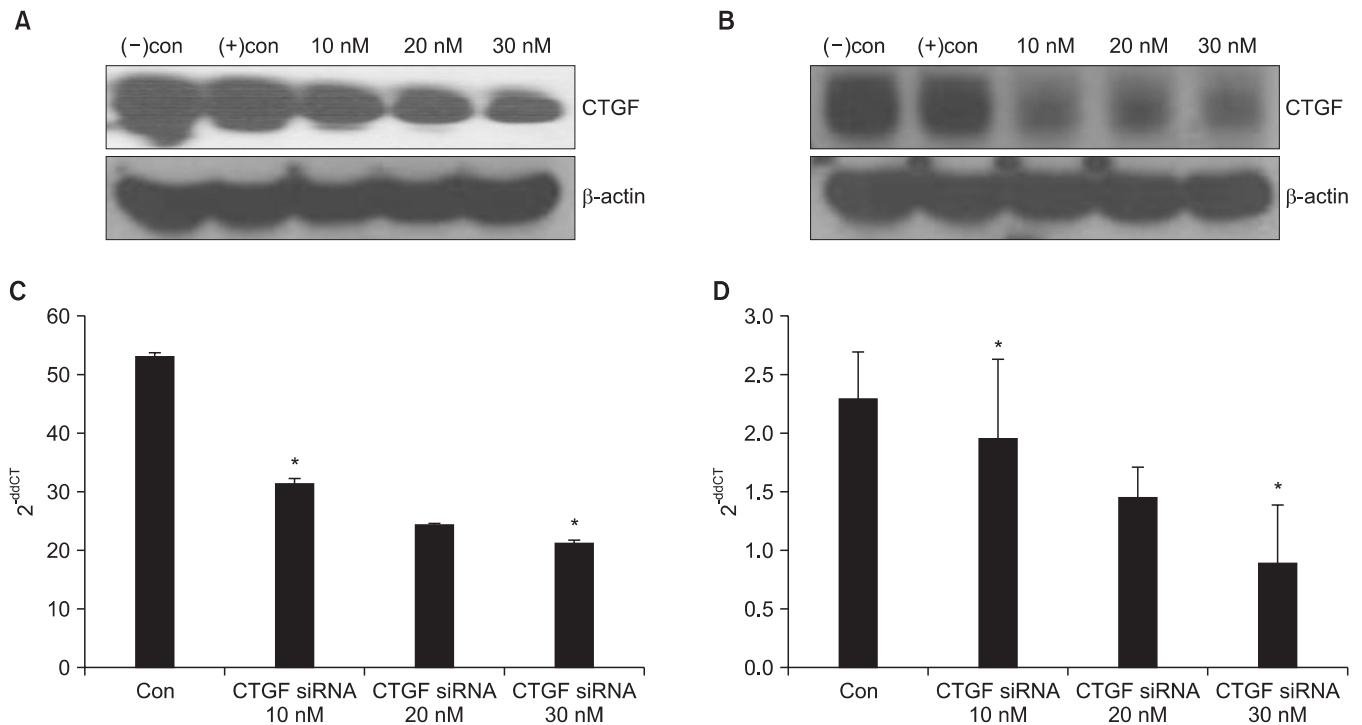 A
(−)con (+)con 10 nM 20 nM 30 nM
CTGF
β-actin
B
(−)con (+)con 10 nM 20 nM 30 nM
CTGF
β-actin
C
2^-ddCT
60
50
40
30
20
10
0
*
*
Con
CTGF siRNA 10 nM
CTGF siRNA 20 nM
CTGF siRNA 30 nM
D
2^-ddCT
3.0
2.5
2.0
1.5
1.0
0.5
0.0
*
*
Con
CTGF siRNA 10 nM
CTGF siRNA 20 nM
CTGF siRNA 30 nM